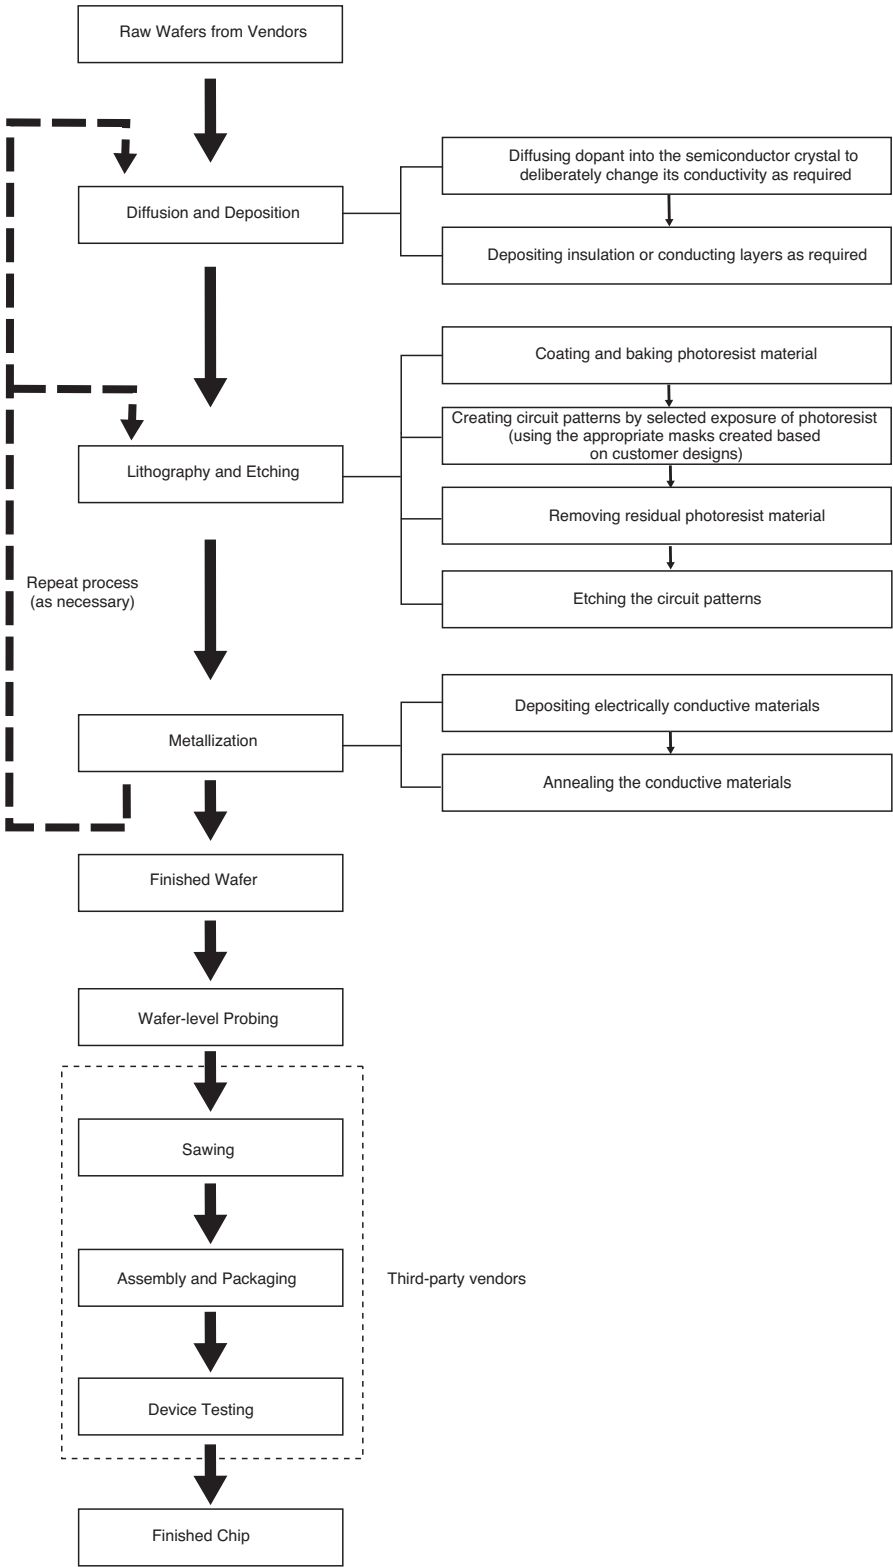 Raw Wafers from Vendors
Diffusion and Deposition
Diffusing dopant into the semiconductor crystal to
deliberately change its conductivity as required
Depositing insulation or conducting layers as required
Lithography and Etching
Coating and baking photoresist material
Creating circuit patterns by selected exposure of photoresist
(using the appropriate masks created based
on customer designs)
Removing residual photoresist material
Etching the circuit patterns
Repeat process
(as necessary)
Metallization
Depositing electrically conductive materials
Annealing the conductive materials
Finished Wafer
Wafer-level Probing
Sawing
Assembly and Packaging
Third-party vendors
Device Testing
Finished Chip